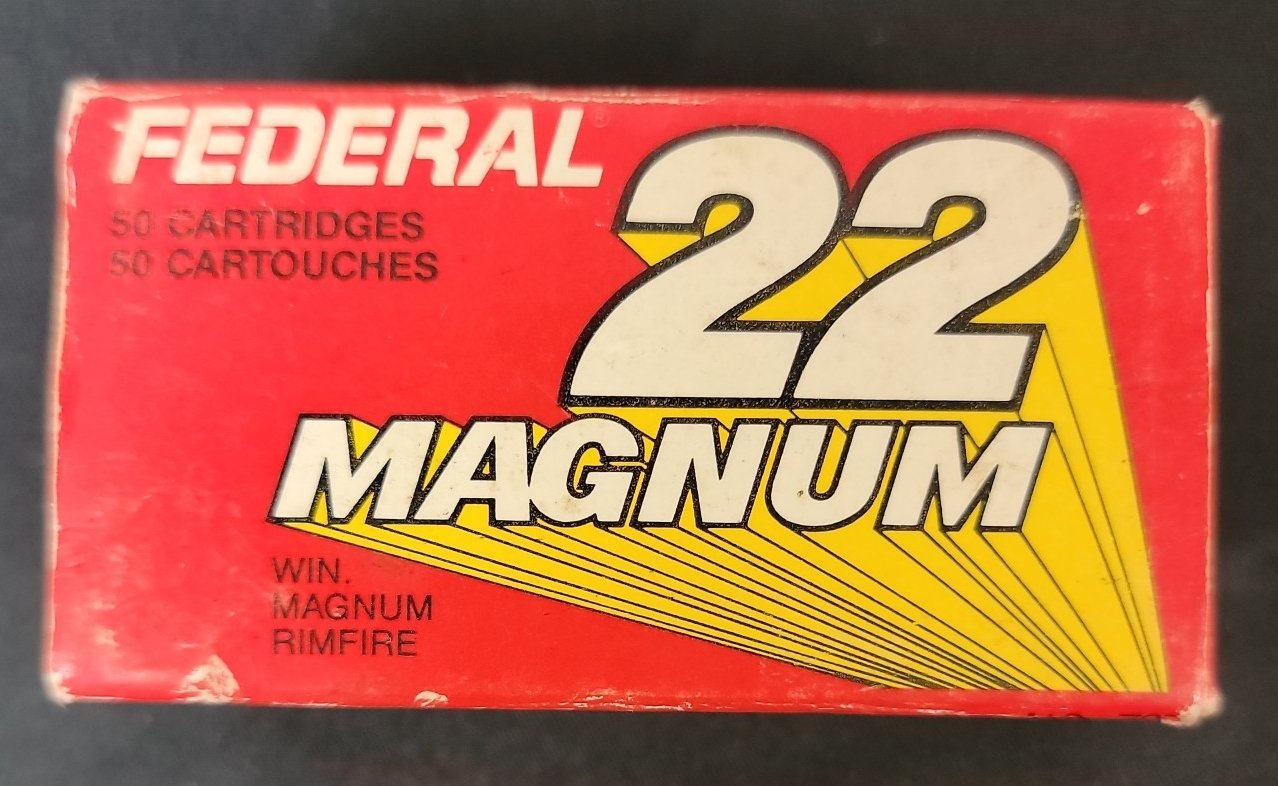 FEDERAL®
50 CARTRIDGES
50 CARTOUCHES
22
MAGNUM
WIN.
MAGNUM
RIMFIRE